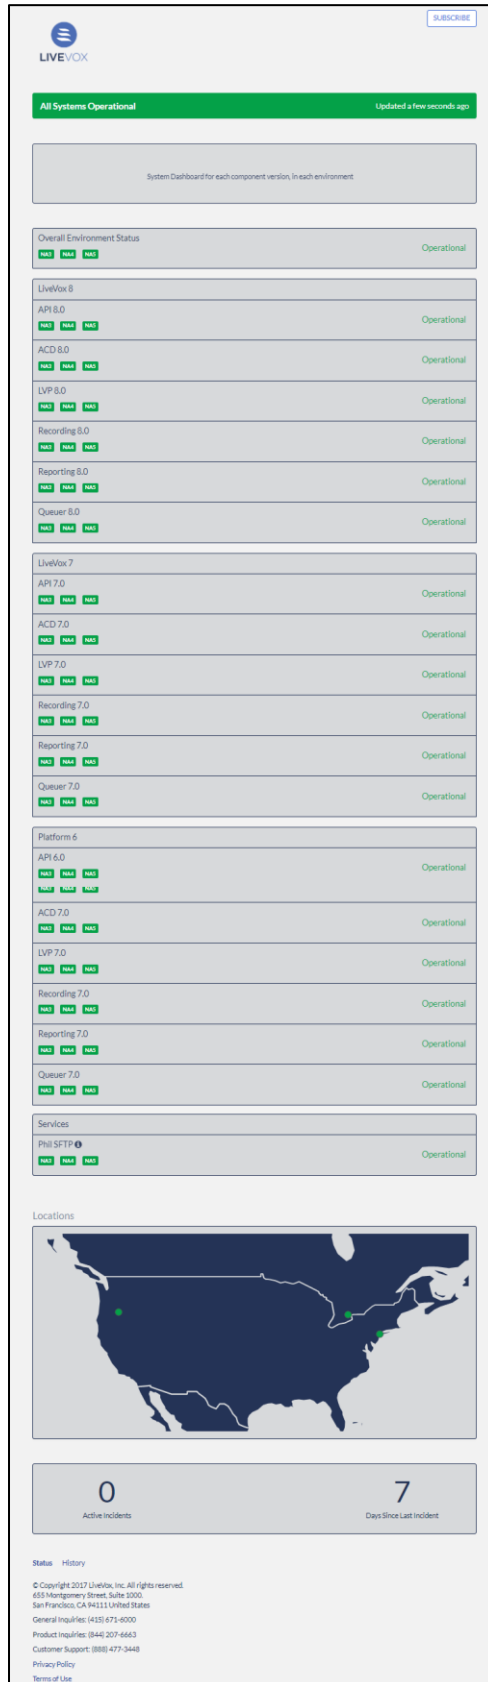 SUBSCRIBE
LIVEVOX
All Systems Operational Updated a few seconds ago
System Dashboard for each component version, in each environment
Overall Environment Status
NA3 NA4 NA5
Operational
LiveVox 8
API 8.0
NA3 NA4 NA5
Operational
ACD 8.0
NA3 NA4 NA5
Operational
LVP 8.0
NA3 NA4 NA5
Operational
Recording 8.0
NA3 NA4 NA5
Operational
Reporting 8.0
NA3 NA4 NA5
Operational
Queuer 8.0
NA3 NA4 NA5
Operational
LiveVox 7
API 7.0
NA3 NA4 NA5
Operational
ACD 7.0
NA3 NA4 NA5
Operational
LVP 7.0
NA3 NA4 NA5
Operational
Recording 7.0
NA3 NA4 NA5
Operational
Reporting 7.0
NA3 NA4 NA5
Operational
Queuer 7.0
NA3 NA4 NA5
Operational
Platform 6
API 6.0
NA3 NA4 NA5
NA3 NA4 NA5
Operational
ACD 7.0
NA3 NA4 NA5
Operational
LVP 7.0
NA3 NA4 NA5
Operational
Recording 7.0
NA3 NA4 NA5
Operational
Reporting 7.0
NA3 NA4 NA5
Operational
Queuer 7.0
NA3 NA4 NA5
Operational
Services
Phil SFTP
NA3 NA4 NA5
Operational
Locations
0 7
Active Incidents Days Since Last Incident
Status History
© Copyright 2017 LiveVox, Inc. All rights reserved.
655 Montgomery Street, Suite 1000.
San Francisco, CA 94111 United States
General Inquiries: (415) 671-6000
Product Inquiries: (844) 207-6663
Customer Support: (888) 477-3448
Privacy Policy
Terms of Use